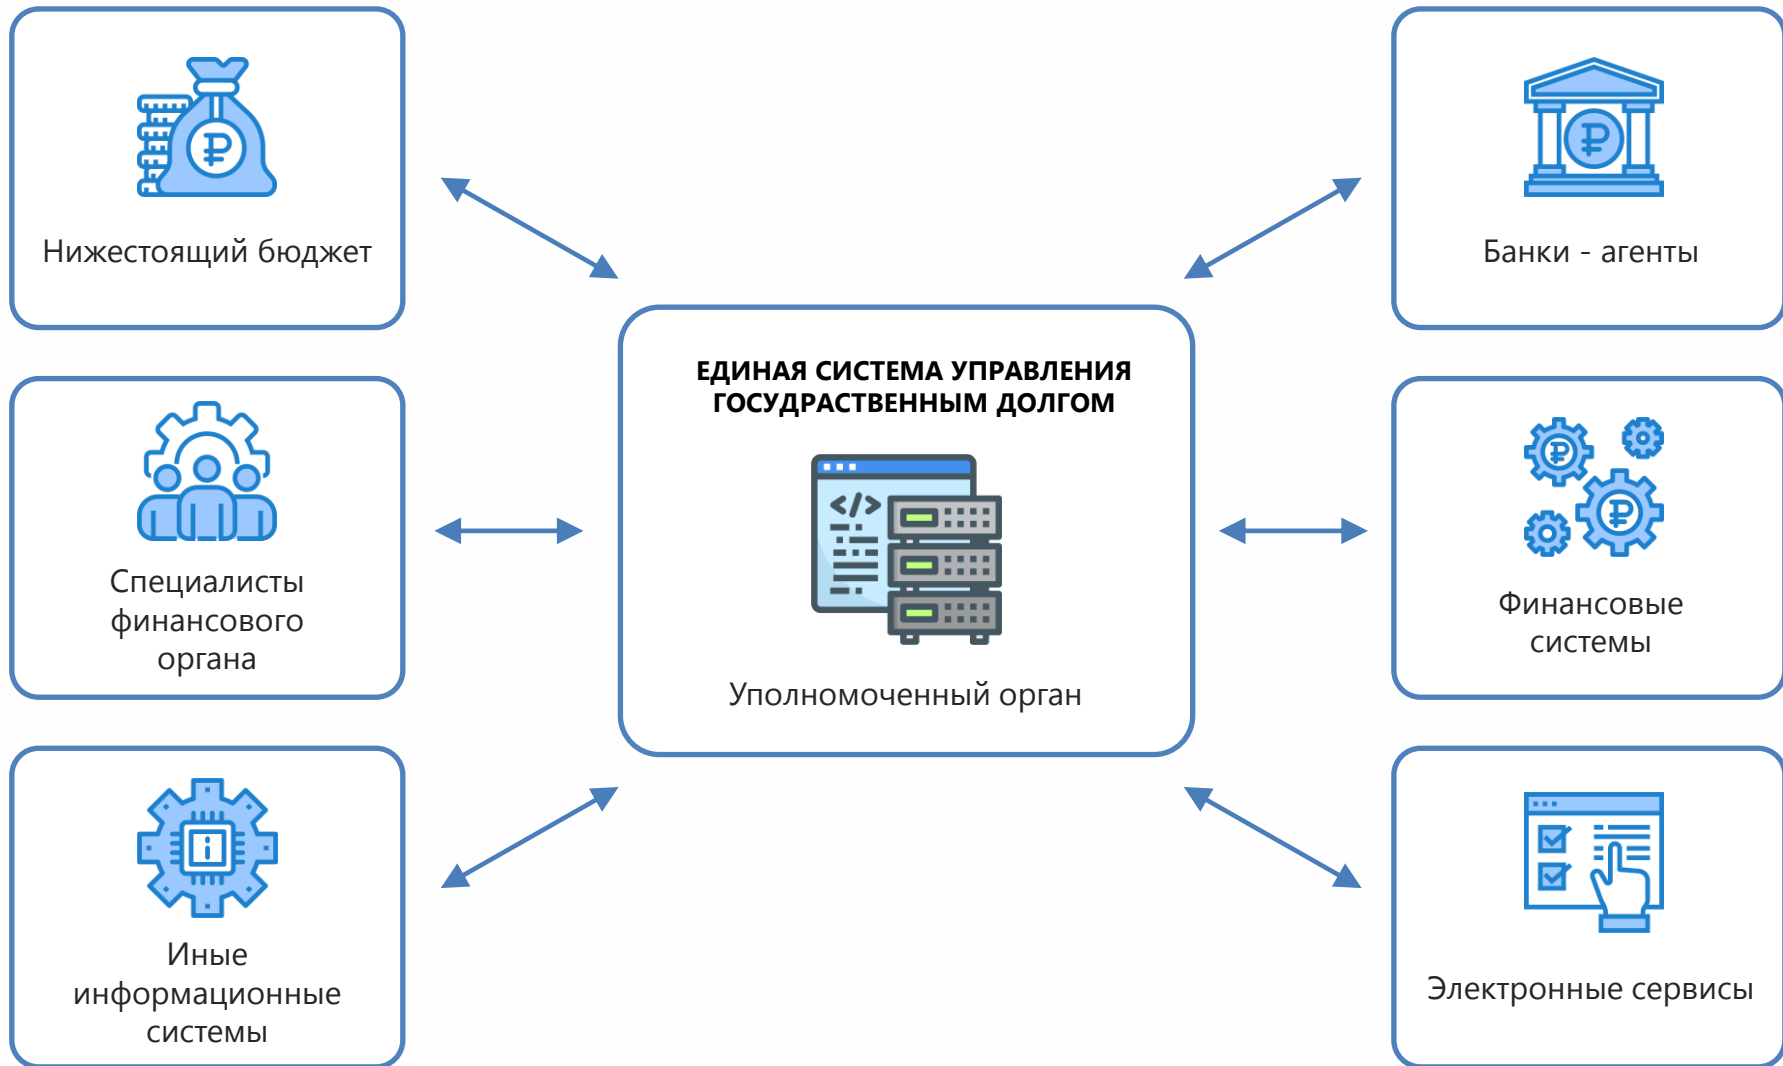 Нижестоящий бюджет
Банки - агенты
ЕДИНАЯ СИСТЕМА УПРАВЛЕНИЯ
ГОСУДРАСТВЕННЫМ ДОЛГОМ
Уполномоченный орган
Специалисты
финансового
органа
Финансовые
системы
Иные
информационные
системы
Электронные сервисы